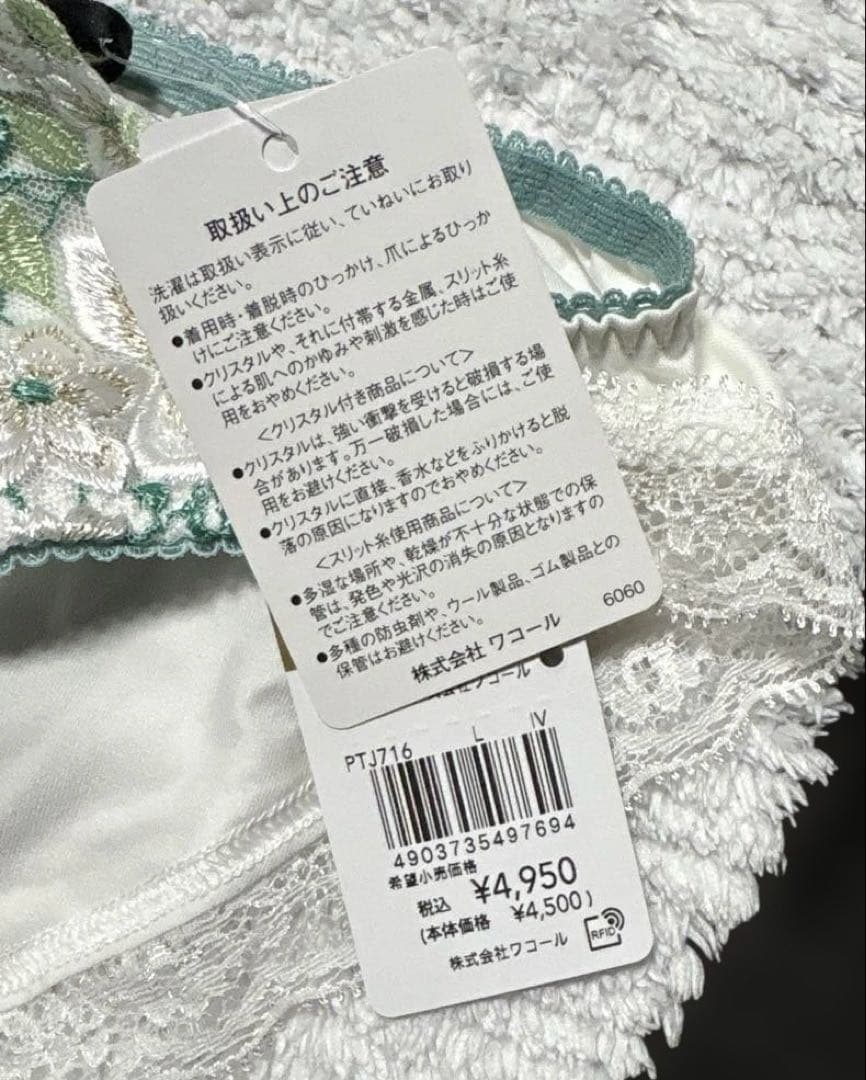 取扱い上のご注意
洗濯は取扱い表示に従い、ていねいにお取り
扱いください。
●着用時・着脱時のひっかけ、爪によるひっか
けにご注意ください。
●クリスタルや、それに付帯する金属、スリット糸
による肌へのかゆみや刺激を感じた時はご使
用をおやめください。
＜クリスタル付き商品について＞
●クリスタルは、強い衝撃を受けると破損する場
合があります。万一破損した場合には、ご使
用をお避けください。
●クリスタルに直接、香水などをふりかけると脱
落の原因になりますのでおやめください。
＜スリット糸使用商品について＞
●多湿な場所や、乾燥が不十分な状態での保
管は、発色や光沢の消失の原因となりますの
でご注意ください。
●多種の防虫剤や、ウール製品、ゴム製品との
保管はお避けください。
6060
株式会社 ワコール
会社ワコール
PTJ716 L IV
4903735497694
希望小売価格
税込 ¥4,950
(本体価格 ¥4,500)
株式会社ワコール
RFID